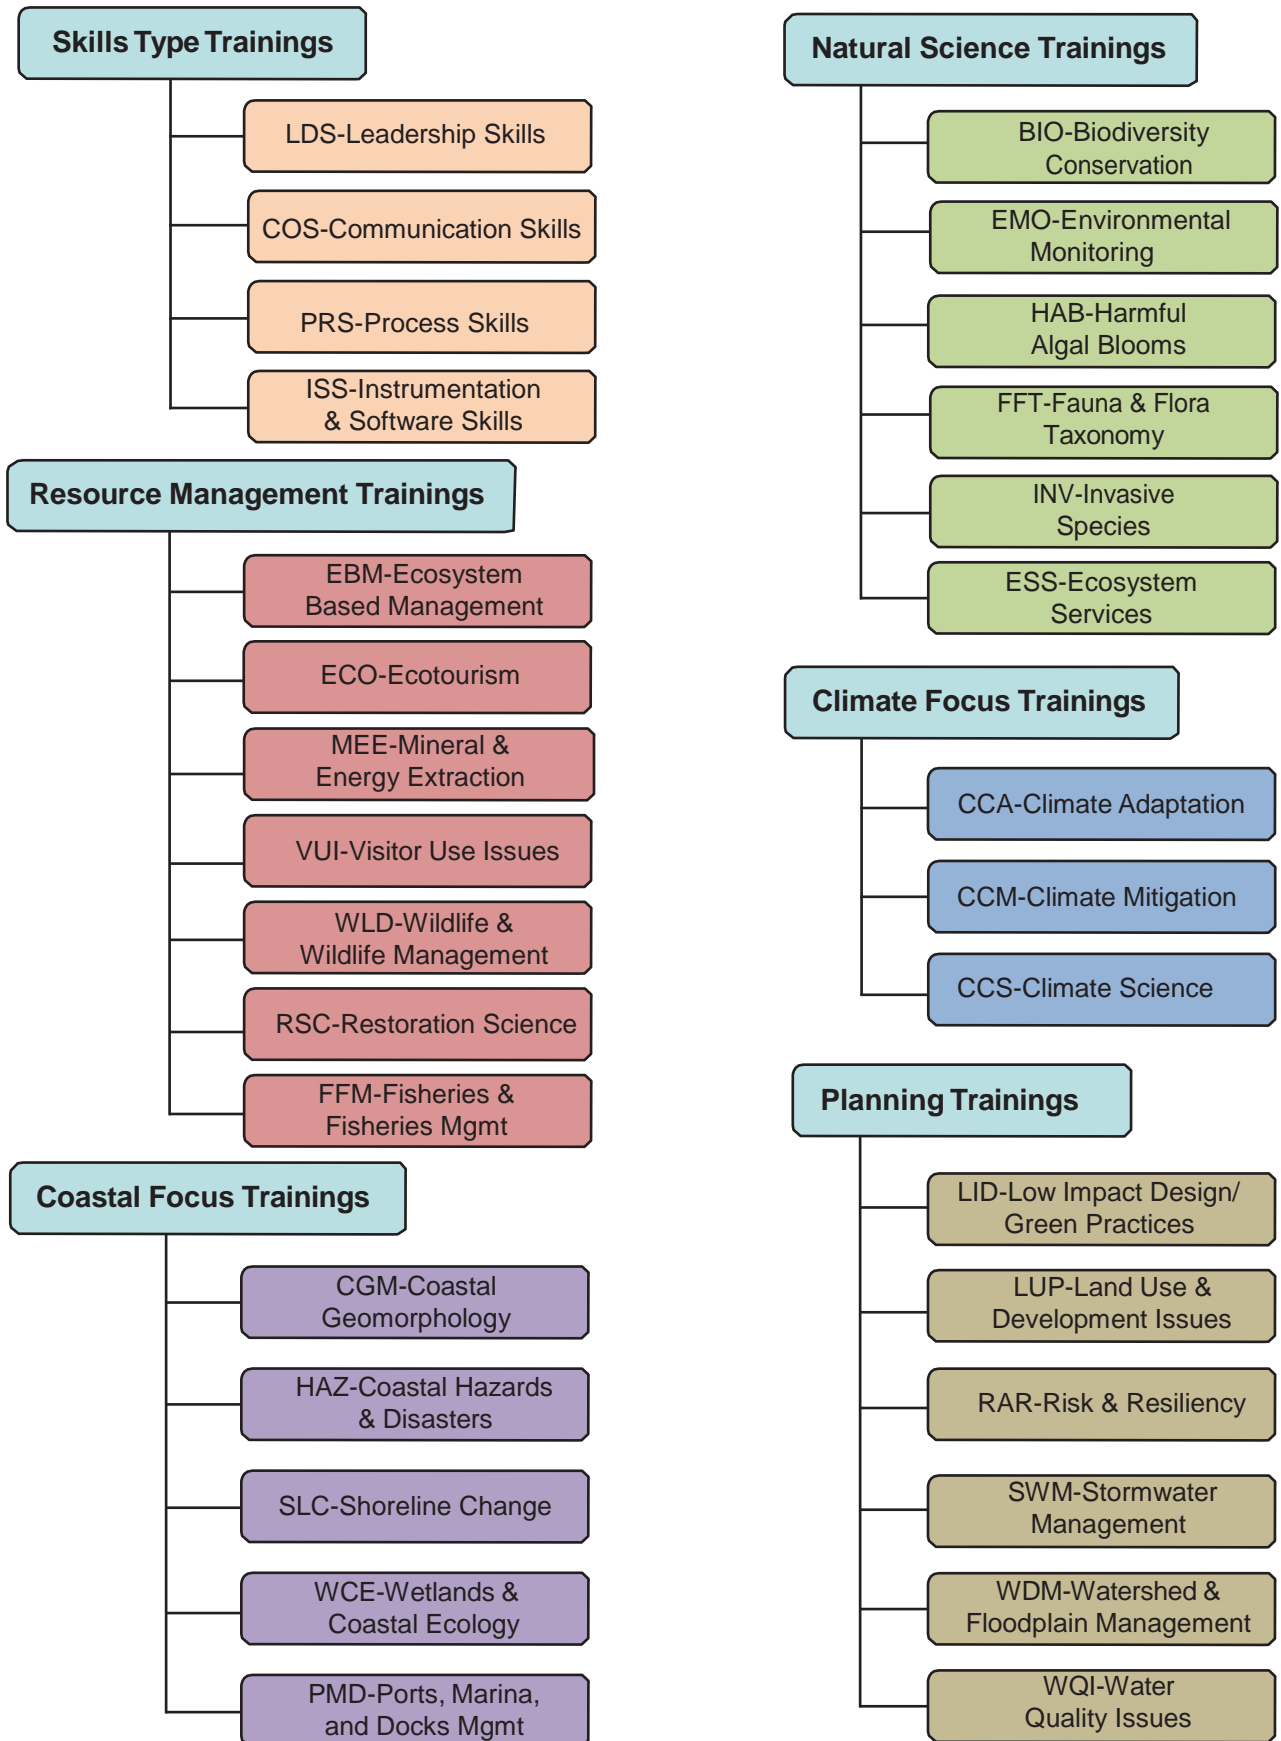 Skills Type Trainings
LDS-Leadership Skills
COS-Communication Skills
PRS-Process Skills
ISS-Instrumentation
& Software Skills
Resource Management Trainings
EBM-Ecosystem
Based Management
ECO-Ecotourism
MEE-Mineral &
Energy Extraction
VUI-Visitor Use Issues
WLD-Wildlife &
Wildlife Management
RSC-Restoration Science
FFM-Fisheries &
Fisheries Mgmt
Coastal Focus Trainings
CGM-Coastal
Geomorphology
HAZ-Coastal Hazards
& Disasters
SLC-Shoreline Change
WCE-Wetlands &
Coastal Ecology
PMD-Ports, Marina,
and Docks Mgmt
Natural Science Trainings
BIO-Biodiversity
Conservation
EMO-Environmental
Monitoring
HAB-Harmful
Algal Blooms
FFT-Fauna & Flora
Taxonomy
INV-Invasive
Species
ESS-Ecosystem
Services
Climate Focus Trainings
CCA-Climate Adaptation
CCM-Climate Mitigation
CCS-Climate Science
Planning Trainings
LID-Low Impact Design/
Green Practices
LUP-Land Use &
Development Issues
RAR-Risk & Resiliency
SWM-Stormwater
Management
WDM-Watershed &
Floodplain Management
WQI-Water
Quality Issues